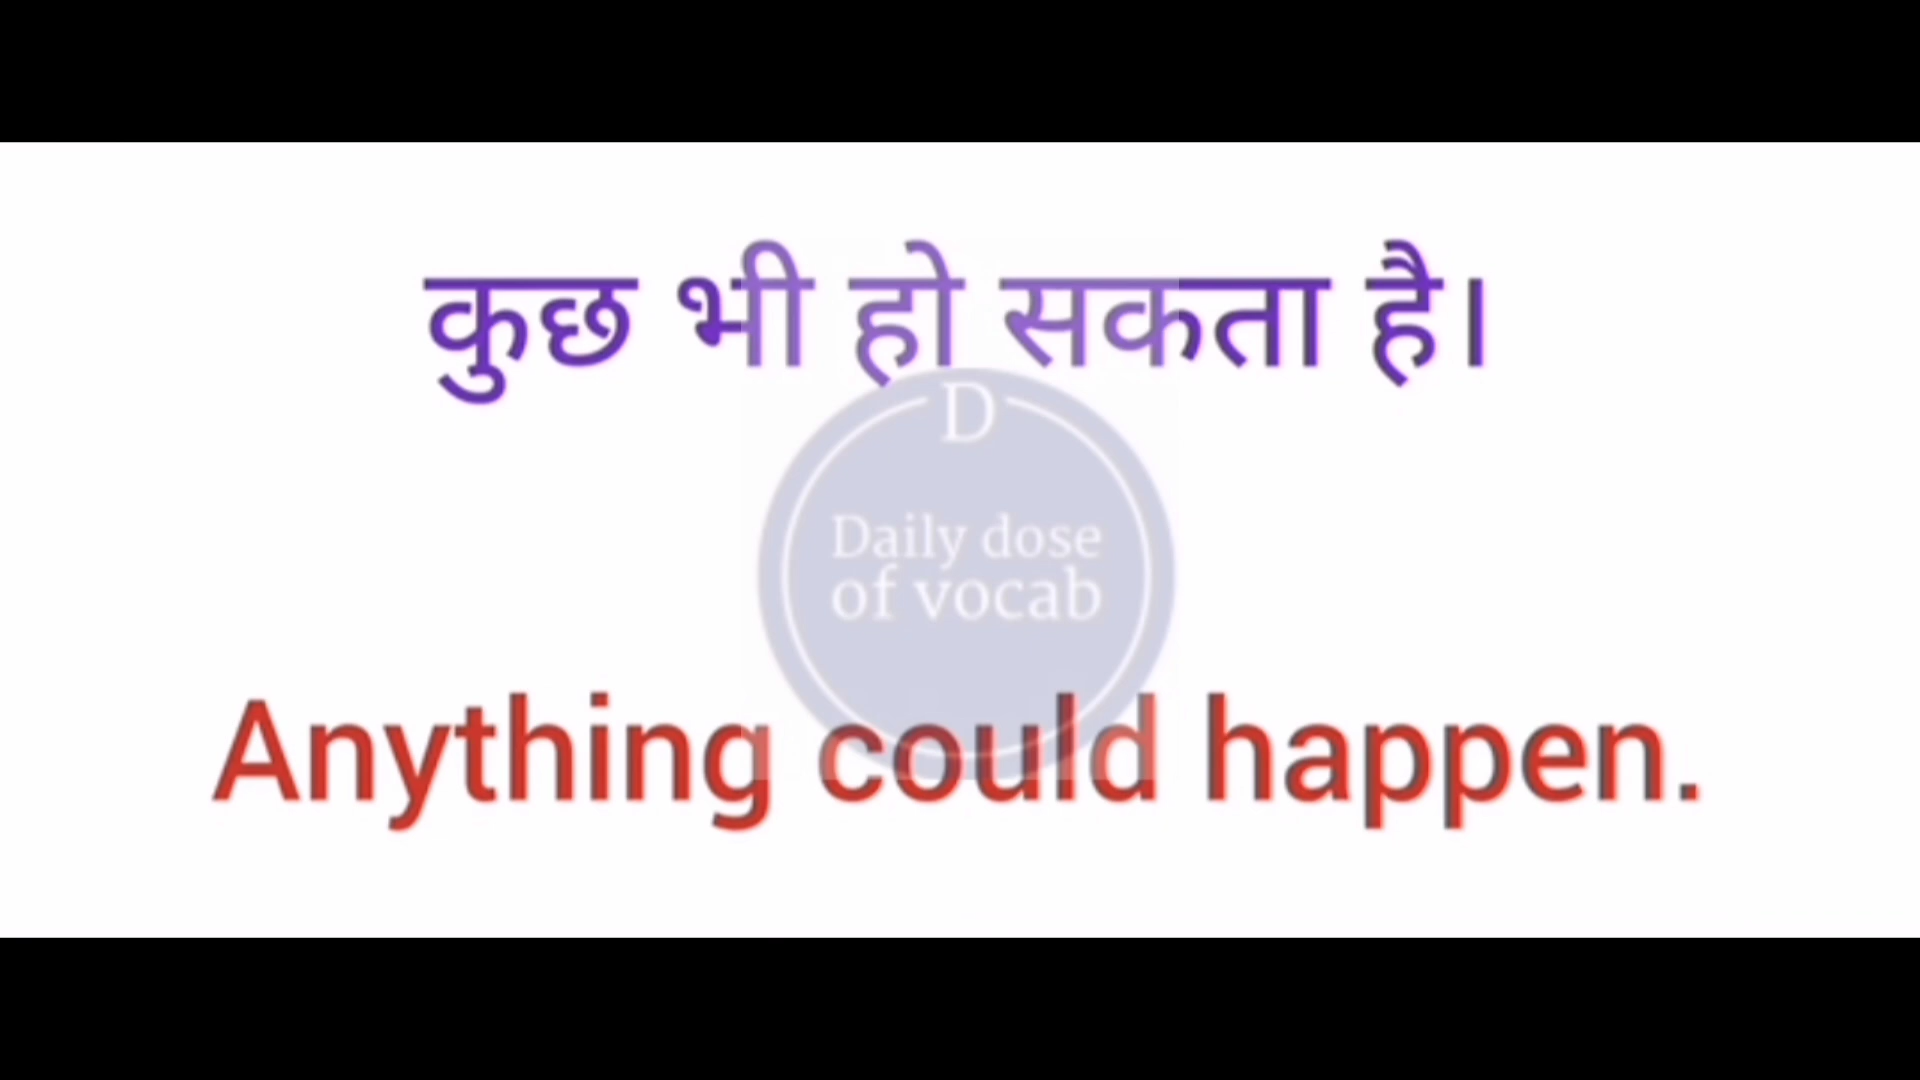 कुछ भी हो सकता है।
D
Daily dose
of vocab
Anything could happen.